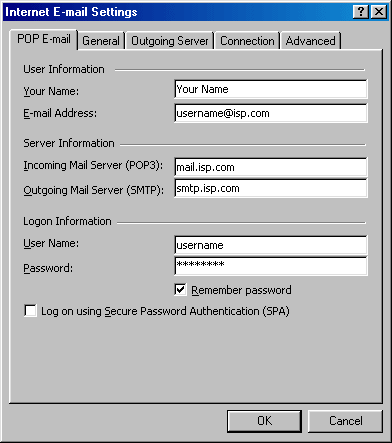 Internet E-mail Settings
POP E-mail General Outgoing Server Connection Advanced
User Information
Your Name: Your Name
E-mail Address: username@isp.com
Server Information
Incoming Mail Server (POP3): mail.isp.com
Outgoing Mail Server (SMTP): smtp.isp.com
Logon Information
User Name: username
Password: ********
Remember password
Log on using Secure Password Authentication (SPA)
OK Cancel